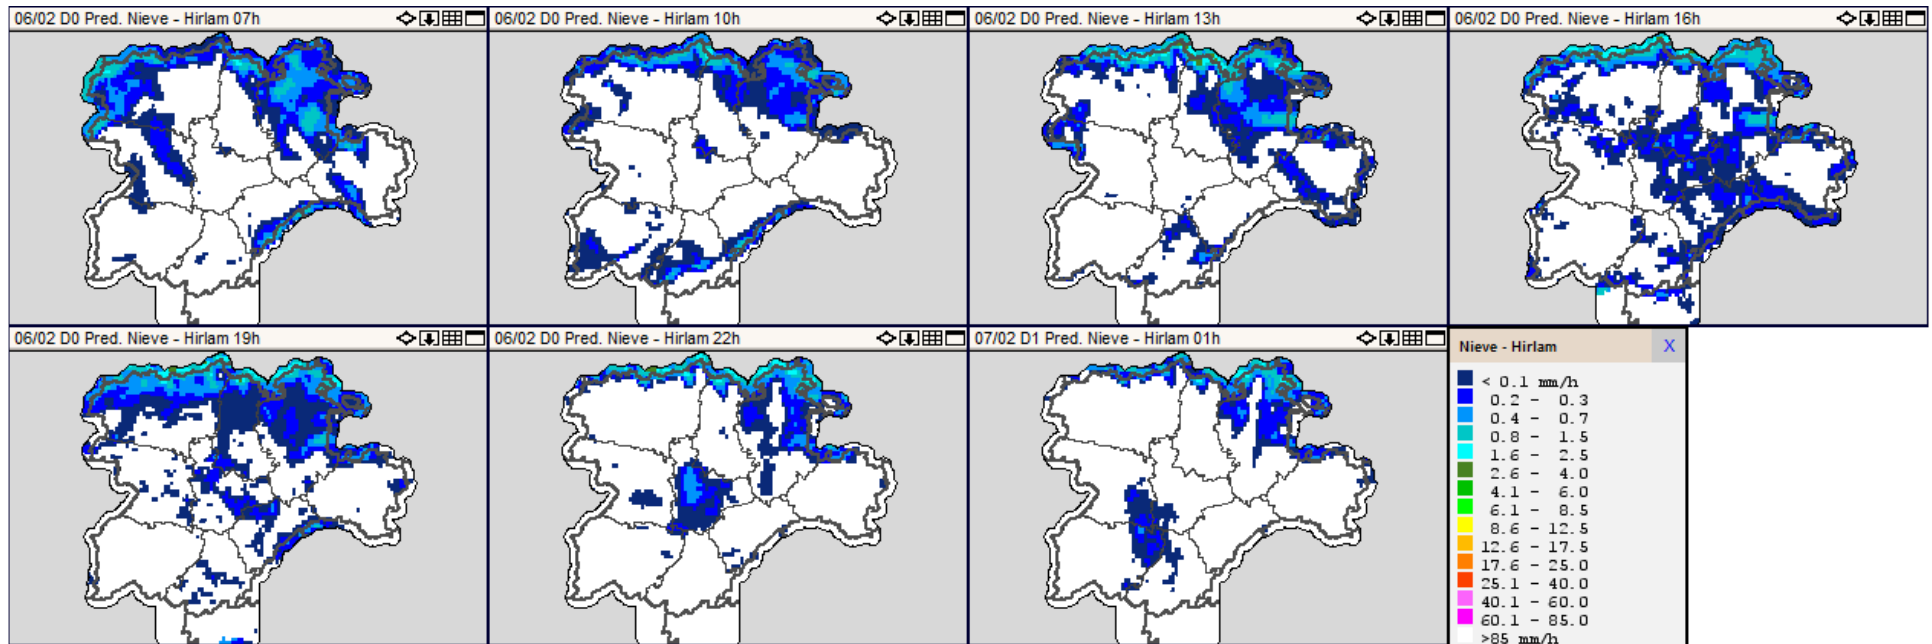 06/02 D0 Pred. Nieve - Hirlam 07h
06/02 D0 Pred. Nieve - Hirlam 10h
06/02 D0 Pred. Nieve - Hirlam 13h
06/02 D0 Pred. Nieve - Hirlam 16h
06/02 D0 Pred. Nieve - Hirlam 19h
06/02 D0 Pred. Nieve - Hirlam 22h
07/02 D1 Pred. Nieve - Hirlam 01h
Nieve - Hirlam X
< 0.1 mm/h
0.2 - 0.3
0.4 - 0.7
0.8 - 1.5
1.6 - 2.5
2.6 - 4.0
4.1 - 6.0
6.1 - 8.5
8.6 - 12.5
12.6 - 17.5
17.6 - 25.0
25.1 - 40.0
40.1 - 60.0
60.1 - 85.0
>85 mm/h